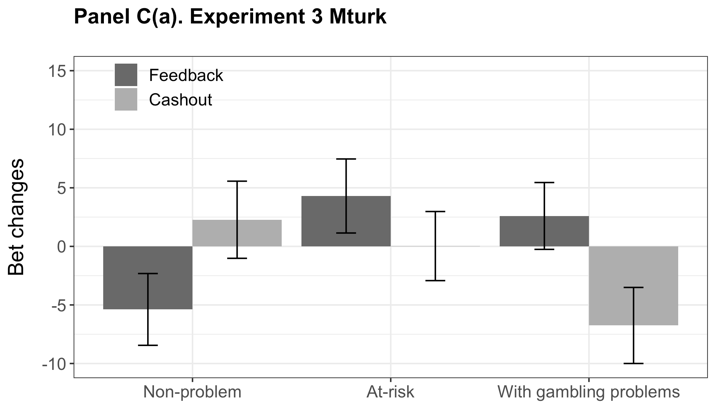 Panel C(a). Experiment 3 Mturk
Feedback
Cashout
Bet changes
15
10
5
0
-5
-10
Non-problem
At-risk
With gambling problems